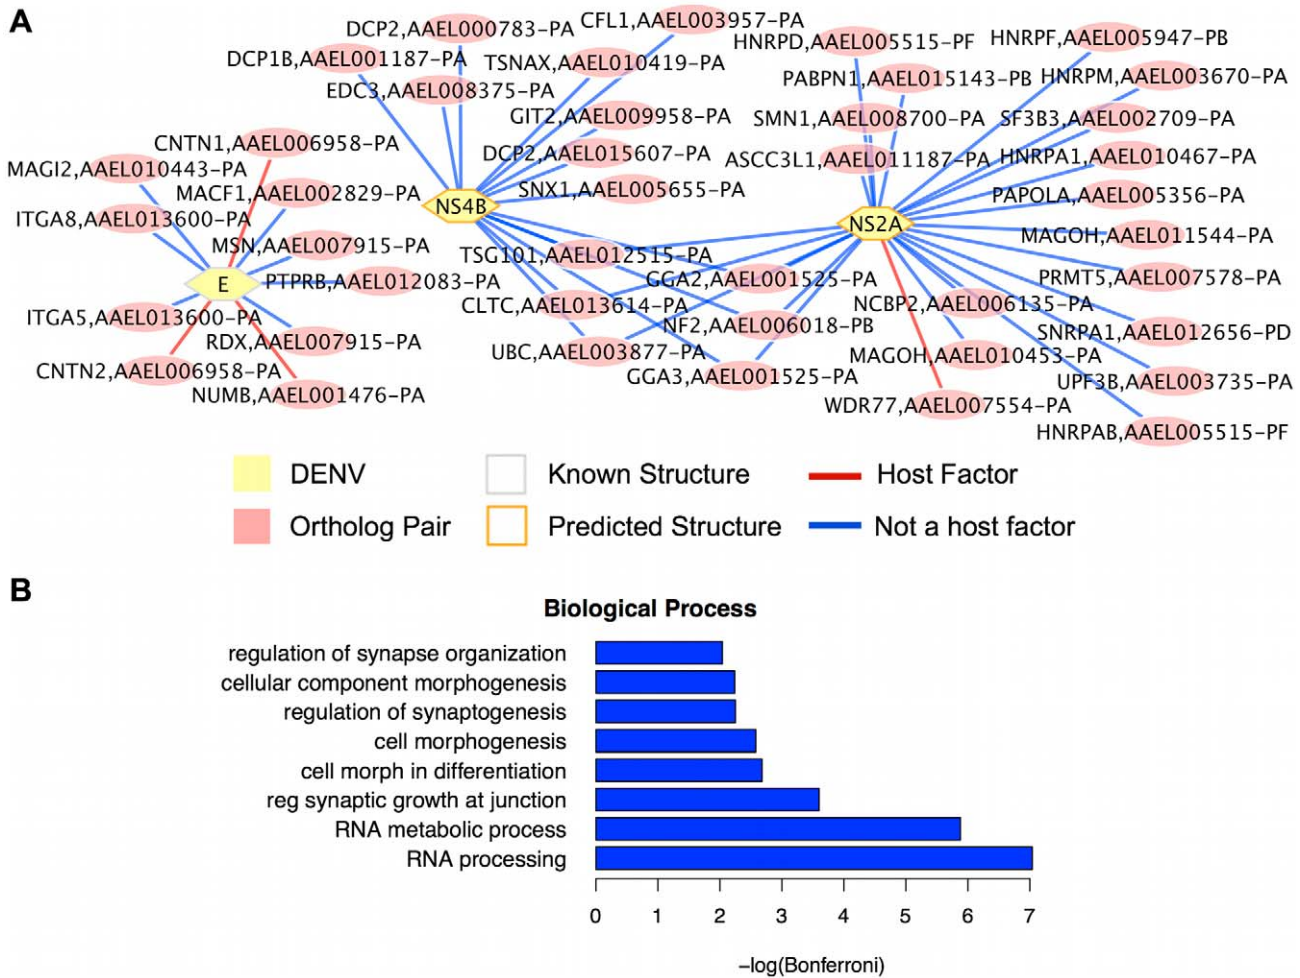 A
DCP2,AAEL000783-PA
CFL1,AAEL003957-PA
HNRPD,AAEL005515-PF
HNRPF,AAEL005947-PB
DCP1B,AAEL001187-PA
TSNAX,AAEL010419-PA
PABPN1,AAEL015143-PB
HNRPM,AAEL003670-PA
EDC3,AAEL008375-PA
GIT2,AAEL009958-PA
SMN1,AAEL008700-PA
SF3B3,AAEL002709-PA
CNTN1,AAEL006958-PA
DCP2,AAEL015607-PA
ASCC3L1,AAEL011187-PA
HNRPA1,AAEL010467-PA
MAGI2,AAEL010443-PA
MACF1,AAEL002829-PA
SNX1,AAEL005655-PA
PAPOLA,AAEL005356-PA
NS4B
ITGA8,AAEL013600-PA
NS2A
MAGOH,AAEL011544-PA
MSN,AAEL007915-PA
TSG101,AAEL012515-PA
GGA2,AAEL001525-PA
PRMT5,AAEL007578-PA
E
PTPRB,AAEL012083-PA
CLTC,AAEL013614-PA
NCBP2,AAEL006135-PA
ITGA5,AAEL013600-PA
NF2,AAEL006018-PB
SNRPA1,AAEL012656-PD
RDX,AAEL007915-PA
UBC,AAEL003877-PA
MAGOH,AAEL010453-PA
CNTN2,AAEL006958-PA
GGA3,AAEL001525-PA
UPF3B,AAEL003735-PA
NUMB,AAEL001476-PA
WDR77,AAEL007554-PA
HNRPAB,AAEL005515-PF
DENV
Known Structure
Host Factor
Ortholog Pair
Predicted Structure
Not a host factor
B
Biological Process
regulation of synapse organization
cellular component morphogenesis
regulation of synaptogenesis
cell morphogenesis
cell morph in differentiation
reg synaptic growth at junction
RNA metabolic process
RNA processing
0 1 2 3 4 5 6 7
-log(Bonferroni)